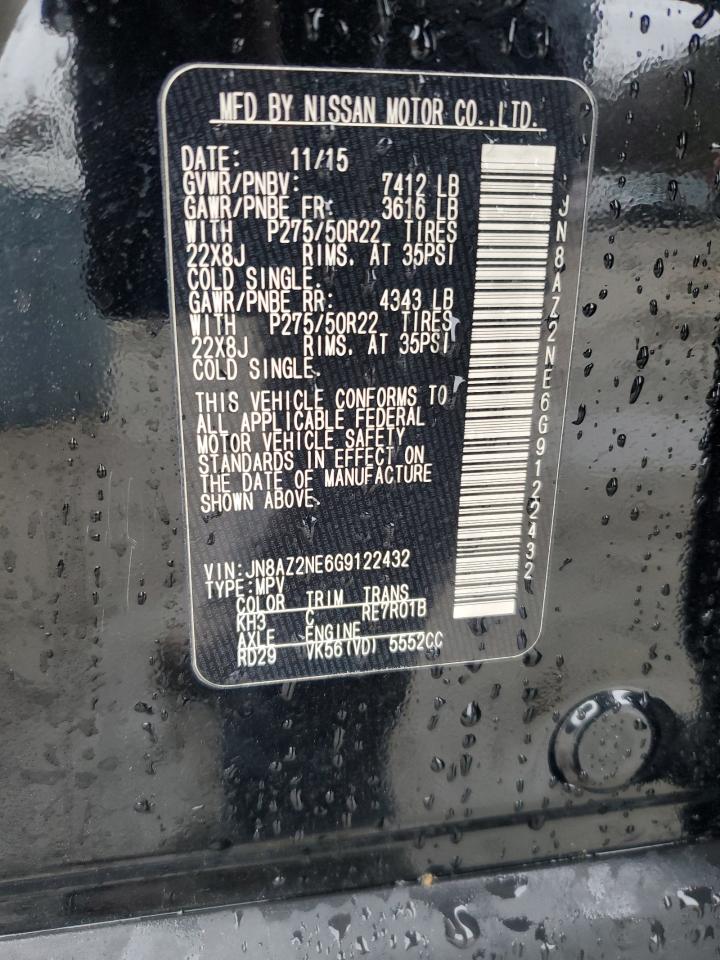 MFD BY NISSAN MOTOR CO.,LTD.
DATE: 11/15
GVWR/PNBV: 7412 LB
GAWR/PNBE FR: 3616 LB
WITH P275/50R22 TIRES
22X8J RIMS. AT 35PSI
COLD SINGLE.
GAWR/PNBE RR: 4343 LB
WITH P275/50R22 TIRES
22X8J RIMS. AT 35PSI
COLD SINGLE.
THIS VEHICLE CONFORMS TO
ALL APPLICABLE FEDERAL
MOTOR VEHICLE SAFETY
STANDARDS IN EFFECT ON
THE DATE OF MANUFACTURE
SHOWN ABOVE.
VIN:JN8AZ2NE6G9122432
TYPE:MPV
COLOR TRIM TRANS
KH3 C RE7R01B
AXLE ENGINE
RD29 VK56(VD) 5552CC
JN8AZ2NE6G9122432